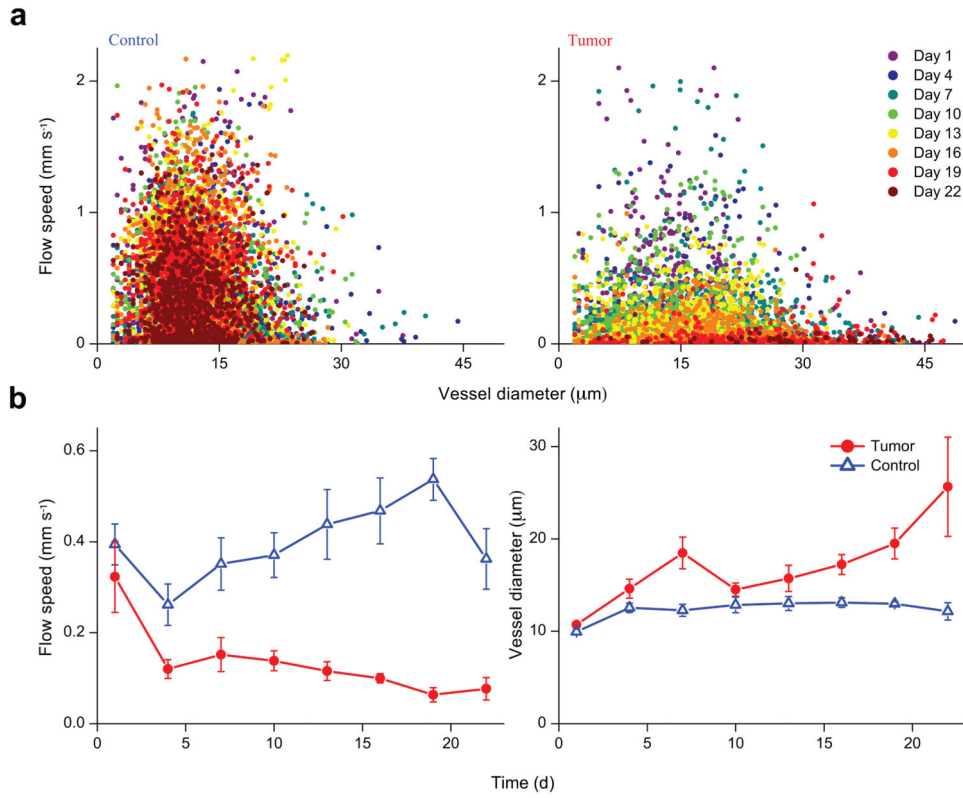 a
Control
Tumor
Day 1
Day 4
Day 7
Day 10
Day 13
Day 16
Day 19
Day 22
Flow speed (mm s⁻¹)
2
1
0
0 15 30 45
2
1
0
0 15 30 45
Vessel diameter (μm)
b
Flow speed (mm s⁻¹)
0.6
0.4
0.2
0.0
0 5 10 15 20
Vessel diameter (μm)
30
20
10
0
0 5 10 15 20
Tumor
Control
Time (d)